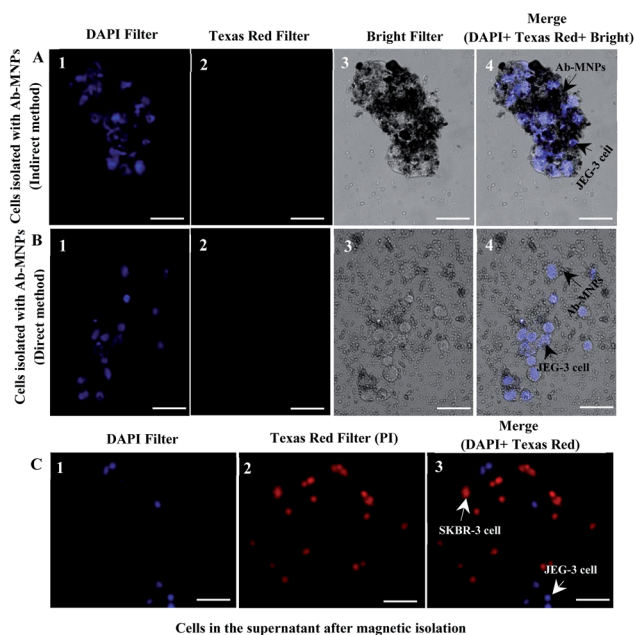 DAPI Filter
Texas Red Filter
Bright Filter
Merge
(DAPI+ Texas Red+ Bright)
A
Cells isolated with Ab-MNPs
(Indirect method)
1
2
3
4
Ab-MNPs
JEG-3 cell
B
Cells isolated with Ab-MNPs
(Direct method)
1
2
3
4
Ab-MNPs
JEG-3 cell
DAPI Filter
Texas Red Filter (PI)
Merge
(DAPI+ Texas Red)
C
1
2
3
SKBR-3 cell
JEG-3 cell
Cells in the supernatant after magnetic isolation